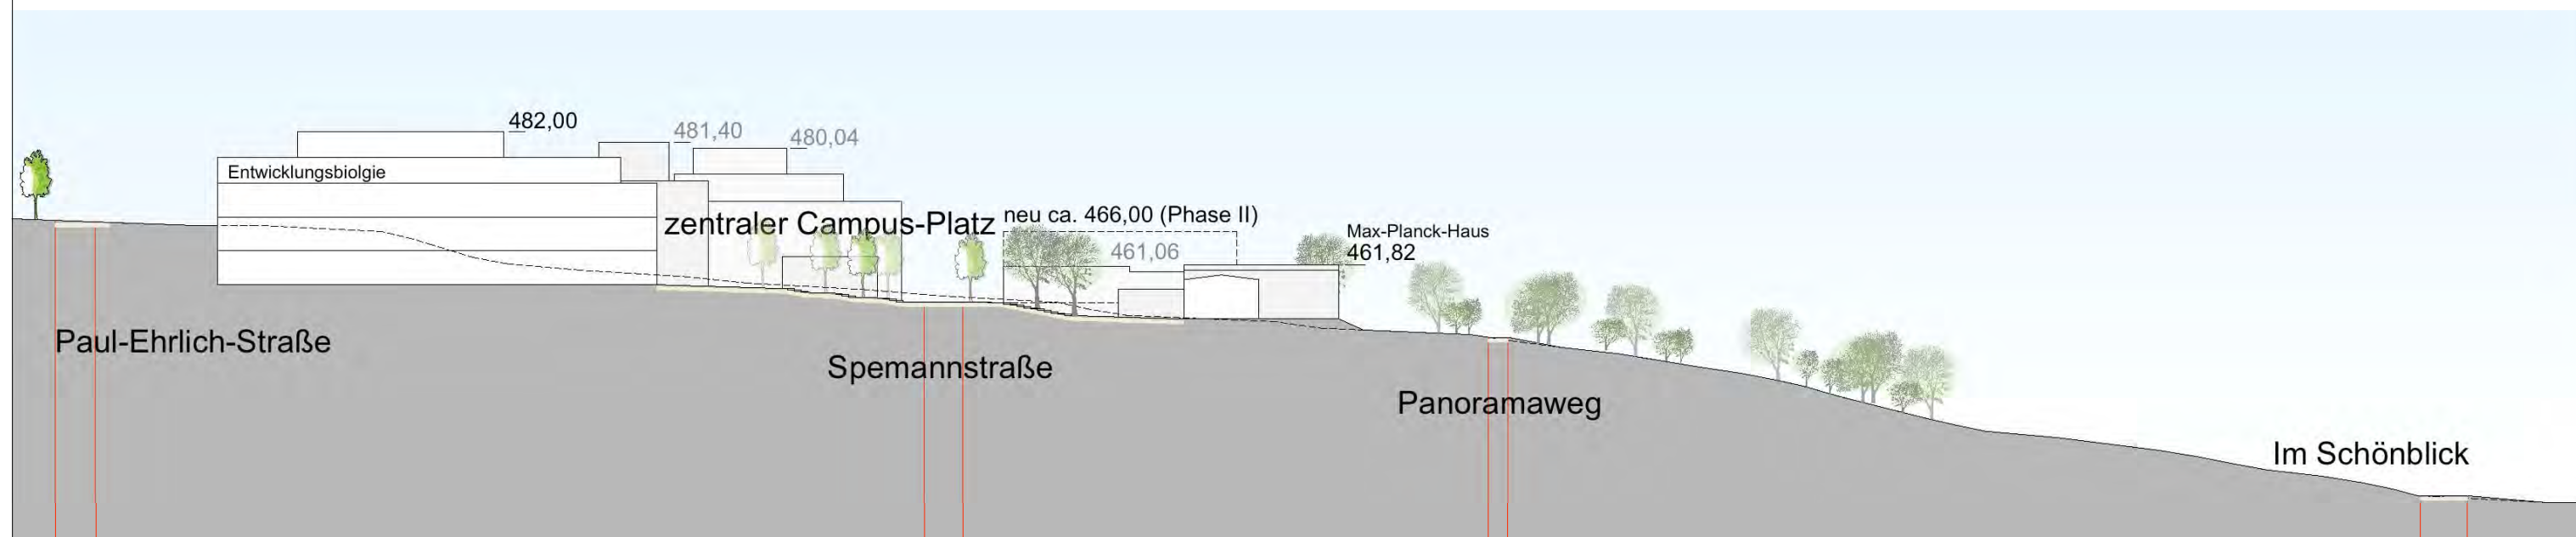 482,00
481,40
480,04
Entwicklungsbiolgie
zentraler Campus-Platz
neu ca. 466,00 (Phase II)
461,06
Max-Planck-Haus
461,82
Paul-Ehrlich-Straße
Spemannstraße
Panoramaweg
Im Schönblick